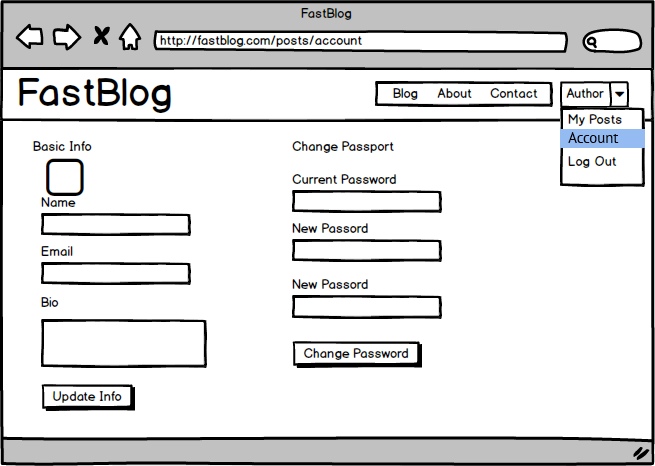 FastBlog
http://fastblog.com/posts/account
FastBlog
Blog About Contact
Author
My Posts
Account
Log Out
Basic Info
Name
Email
Bio
Update Info
Change Passport
Current Password
New Passord
New Passord
Change Password